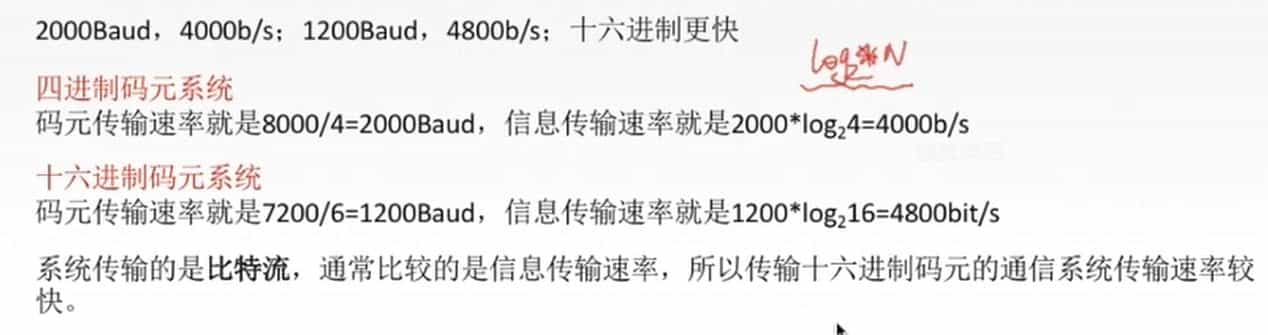 2000Baud，4000b/s；1200Baud，4800b/s；十六进制更快
log₂N
四进制码元系统
码元传输速率就是8000/4=2000Baud，信息传输速率就是2000*log₂4=4000b/s
十六进制码元系统
码元传输速率就是7200/6=1200Baud，信息传输速率就是1200*log₂16=4800bit/s
系统传输的是比特流，通常比较的是信息传输速率，所以传输十六进制码元的通信系统传输速率较
快。